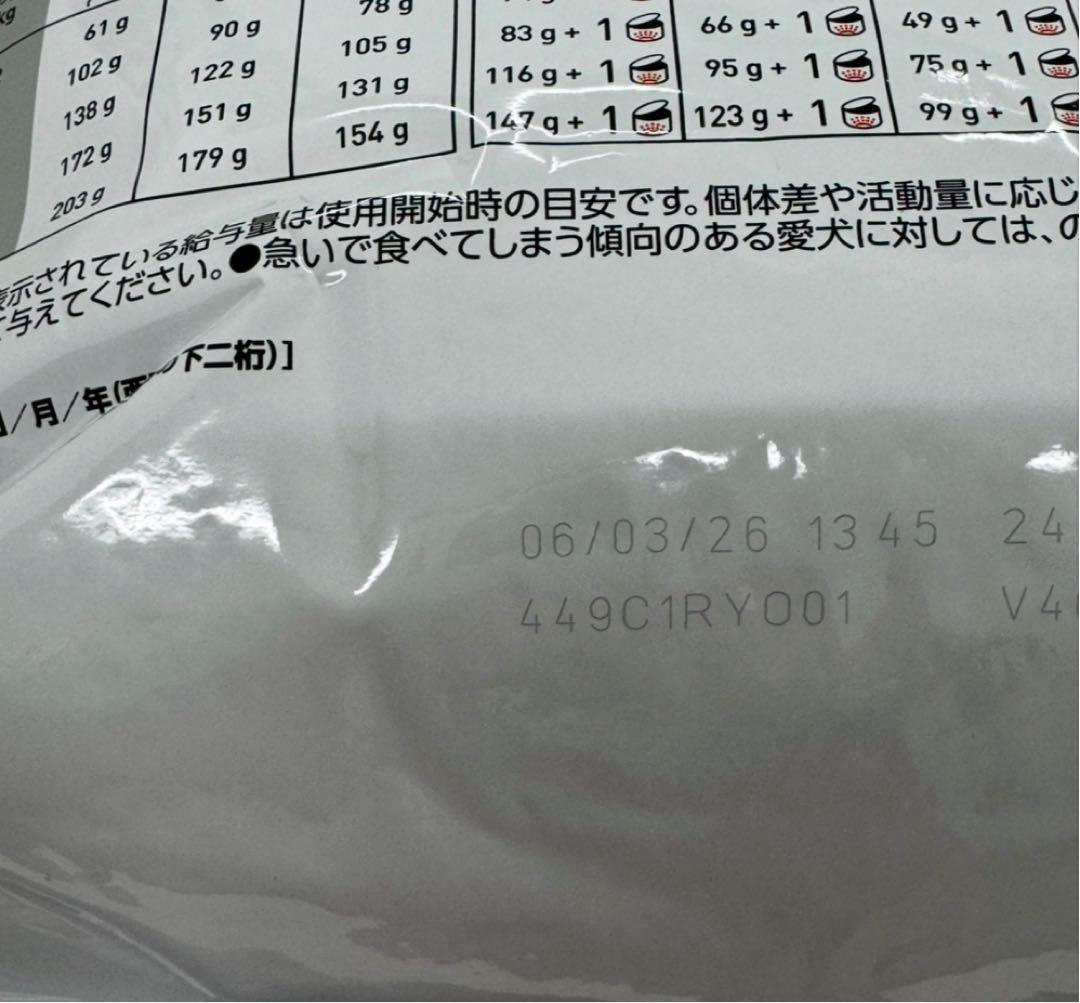 61 g 90 g 78 g 83 g + 1 66 g + 1 49 g + 1
102 g 122 g 105 g 116 g + 1 95 g + 1 75 g + 1
138 g 151 g 131 g 147 g + 1 123 g + 1 99 g + 1
172 g 179 g 154 g
203 g
表示されている給与量は使用開始時の目安です。個体差や活動量に応じ
て与えてください。●急いで食べてしまう傾向のある愛犬に対しては、の
/月/年(西 下二桁)]
06/03/26 13 45 24
449C1RY001 V4